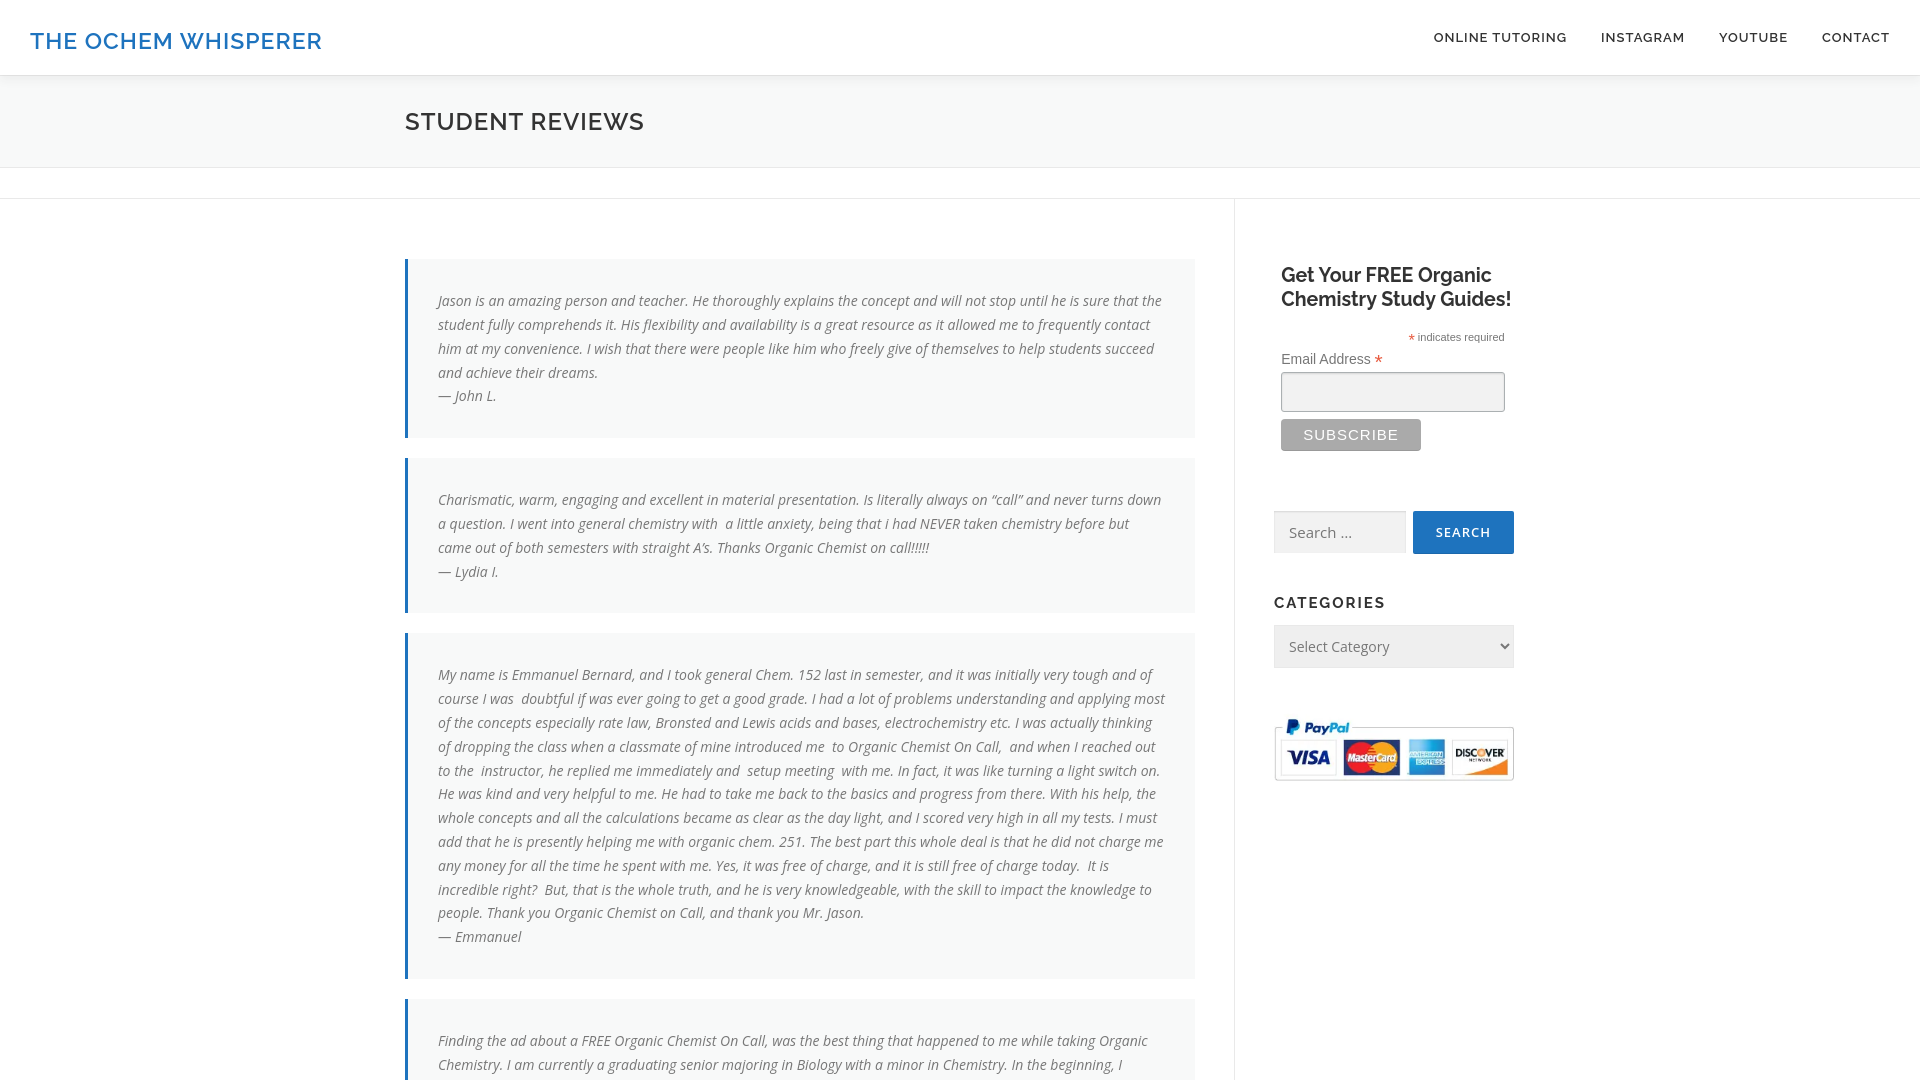 THE OCHEM WHISPERER
ONLINE TUTORING INSTAGRAM YOUTUBE CONTACT
STUDENT REVIEWS
Jason is an amazing person and teacher. He thoroughly explains the concept and will not stop until he is sure that the
student fully comprehends it. His flexibility and availability is a great resource as it allowed me to frequently contact
him at my convenience. I wish that there were people like him who freely give of themselves to help students succeed
and achieve their dreams.
— John L.
Charismatic, warm, engaging and excellent in material presentation. Is literally always on “call” and never turns down
a question. I went into general chemistry with  a little anxiety, being that i had NEVER taken chemistry before but
came out of both semesters with straight A’s. Thanks Organic Chemist on call!!!!!
— Lydia I.
My name is Emmanuel Bernard, and I took general Chem. 152 last in semester, and it was initially very tough and of
course I was  doubtful if was ever going to get a good grade. I had a lot of problems understanding and applying most
of the concepts especially rate law, Bronsted and Lewis acids and bases, electrochemistry etc. I was actually thinking
of dropping the class when a classmate of mine introduced me  to Organic Chemist On Call,  and when I reached out
to the  instructor, he replied me immediately and  setup meeting  with me. In fact, it was like turning a light switch on.
He was kind and very helpful to me. He had to take me back to the basics and progress from there. With his help, the
whole concepts and all the calculations became as clear as the day light, and I scored very high in all my tests. I must
add that he is presently helping me with organic chem. 251. The best part this whole deal is that he did not charge me
any money for all the time he spent with me. Yes, it was free of charge, and it is still free of charge today.  It is
incredible right?  But, that is the whole truth, and he is very knowledgeable, with the skill to impact the knowledge to
people. Thank you Organic Chemist on Call, and thank you Mr. Jason.
— Emmanuel
Finding the ad about a FREE Organic Chemist On Call, was the best thing that happened to me while taking Organic
Chemistry. I am currently a graduating senior majoring in Biology with a minor in Chemistry. In the beginning, I
Get Your FREE Organic
Chemistry Study Guides!
* indicates required
Email Address *
SUBSCRIBE
Search …
SEARCH
CATEGORIES
Select Category
PayPal
VISA MasterCard AMERICAN EXPRESS DISCOVER NETWORK